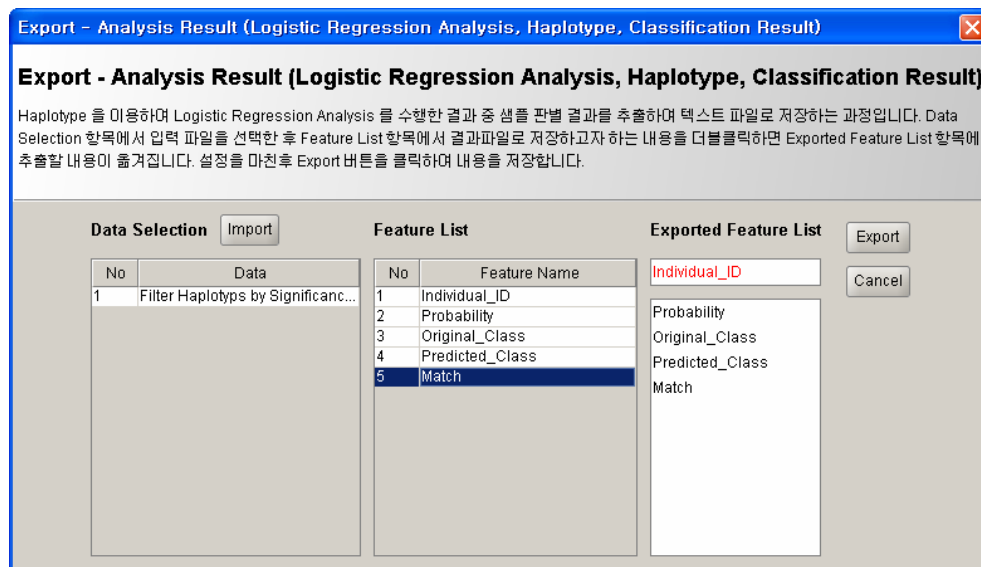 Export - Analysis Result (Logistic Regression Analysis, Haplotype, Classification Result)
Export - Analysis Result (Logistic Regression Analysis, Haplotype, Classification Result)
Haplotype 을 이용하여 Logistic Regression Analysis 를 수행한 결과 중 샘플 판별 결과를 추출하여 텍스트 파일로 저장하는 과정입니다. Data
Selection 항목에서 입력 파일을 선택한 후 Feature List 항목에서 결과파일로 저장하고자 하는 내용을 더블클릭하면 Exported Feature List 항목에
추출할 내용이 옮겨집니다. 설정을 마친후 Export 버튼을 클릭하여 내용을 저장합니다.
Data Selection Import
No Data
1 Filter Haplotyps by Significanc...
Feature List
No Feature Name
1 Individual_ID
2 Probability
3 Original_Class
4 Predicted_Class
5 Match
Exported Feature List
Individual_ID
Probability
Original_Class
Predicted_Class
Match
Export
Cancel